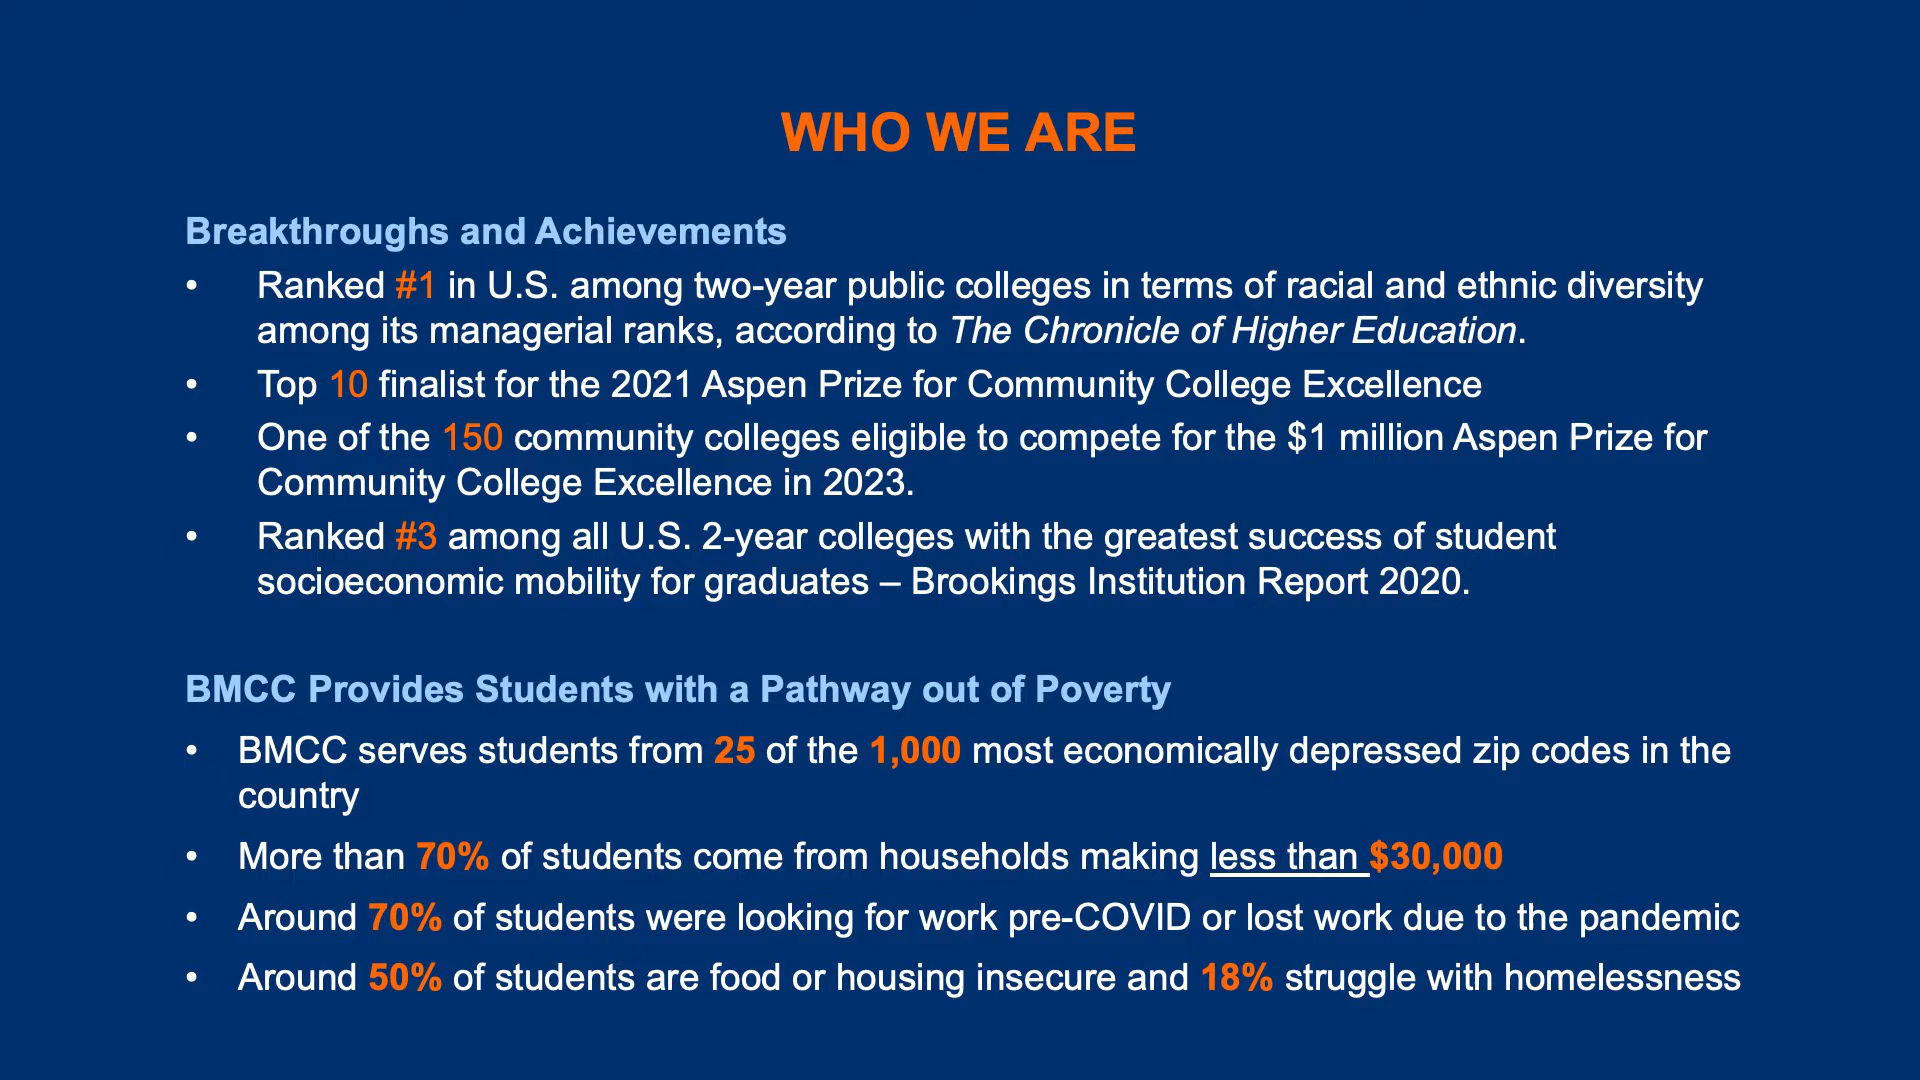 WHO WE ARE
Breakthroughs and Achievements
• Ranked #1 in U.S. among two-year public colleges in terms of racial and ethnic diversity
among its managerial ranks, according to The Chronicle of Higher Education.
• Top 10 finalist for the 2021 Aspen Prize for Community College Excellence
• One of the 150 community colleges eligible to compete for the $1 million Aspen Prize for
Community College Excellence in 2023.
• Ranked #3 among all U.S. 2-year colleges with the greatest success of student
socioeconomic mobility for graduates – Brookings Institution Report 2020.
BMCC Provides Students with a Pathway out of Poverty
• BMCC serves students from 25 of the 1,000 most economically depressed zip codes in the
country
• More than 70% of students come from households making less than $30,000
• Around 70% of students were looking for work pre-COVID or lost work due to the pandemic
• Around 50% of students are food or housing insecure and 18% struggle with homelessness